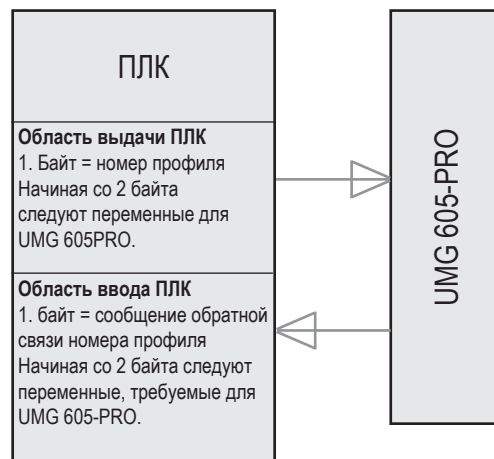 ПЛК
Область выдачи ПЛК
1. Байт = номер профиля
Начиная со 2 байта
следуют переменные для
UMG 605PRO.
Область ввода ПЛК
1. байт = сообщение обратной
связи номера профиля
Начиная со 2 байта следуют
переменные, требуемые для
UMG 605-PRO.
UMG 605-PRO